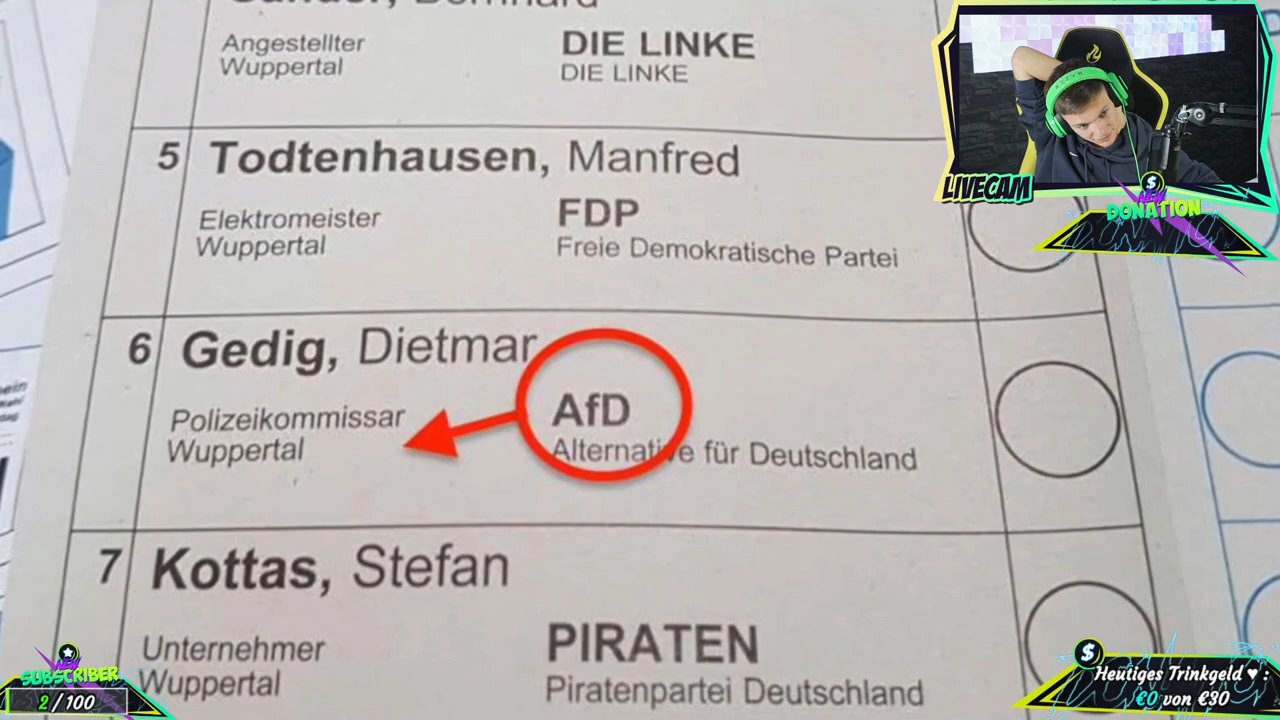 Angestellter
Wuppertal
DIE LINKE
DIE LINKE
5 Todtenhausen, Manfred
Elektromeister
Wuppertal
FDP
Freie Demokratische Partei
6 Gedig, Dietmar
Polizeikommissar
Wuppertal
AfD
Alternative für Deutschland
7 Kottas, Stefan
Unternehmer
Wuppertal
PIRATEN
Piratenpartei Deutschland
LIVECAM
$
NEW
DONATION
NEW
SUBSCRIBER
2 / 100
$
Heutiges Trinkgeld ♥ :
€0 von €30